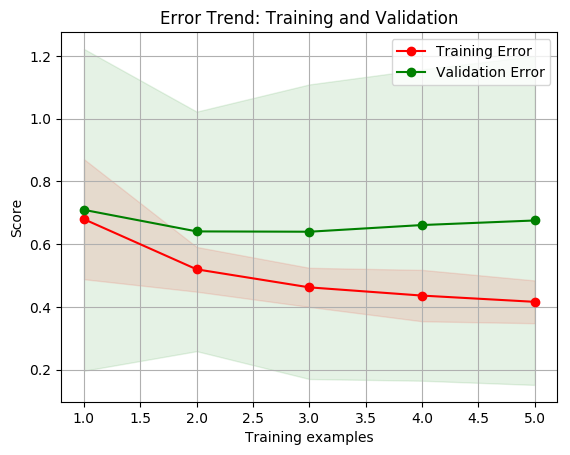 Error Trend: Training and Validation
Training Error
Validation Error
Score
1.2
1.0
0.8
0.6
0.4
0.2
1.0 1.5 2.0 2.5 3.0 3.5 4.0 4.5 5.0
Training examples